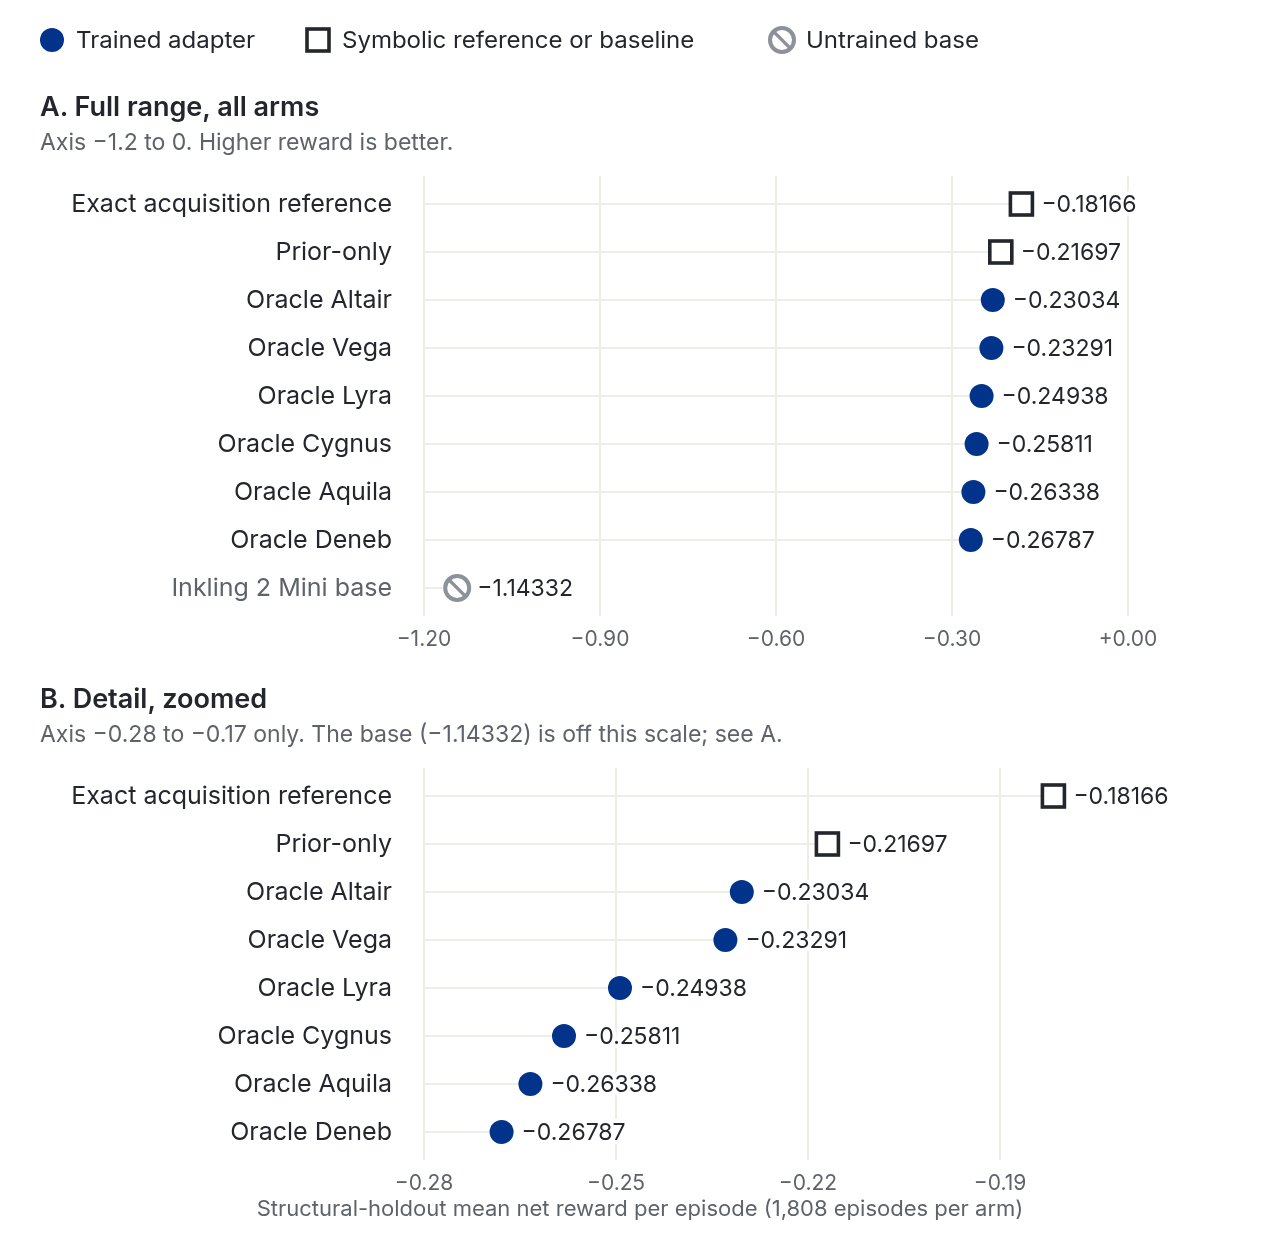 Trained adapter Symbolic reference or baseline Untrained base
A. Full range, all arms
Axis −1.2 to 0. Higher reward is better.
Exact acquisition reference −0.18166
Prior-only −0.21697
Oracle Altair −0.23034
Oracle Vega −0.23291
Oracle Lyra −0.24938
Oracle Cygnus −0.25811
Oracle Aquila −0.26338
Oracle Deneb −0.26787
Inkling 2 Mini base −1.14332
−1.20 −0.90 −0.60 −0.30 +0.00
B. Detail, zoomed
Axis −0.28 to −0.17 only. The base (−1.14332) is off this scale; see A.
Exact acquisition reference −0.18166
Prior-only −0.21697
Oracle Altair −0.23034
Oracle Vega −0.23291
Oracle Lyra −0.24938
Oracle Cygnus −0.25811
Oracle Aquila −0.26338
Oracle Deneb −0.26787
−0.28 −0.25 −0.22 −0.19
Structural-holdout mean net reward per episode (1,808 episodes per arm)